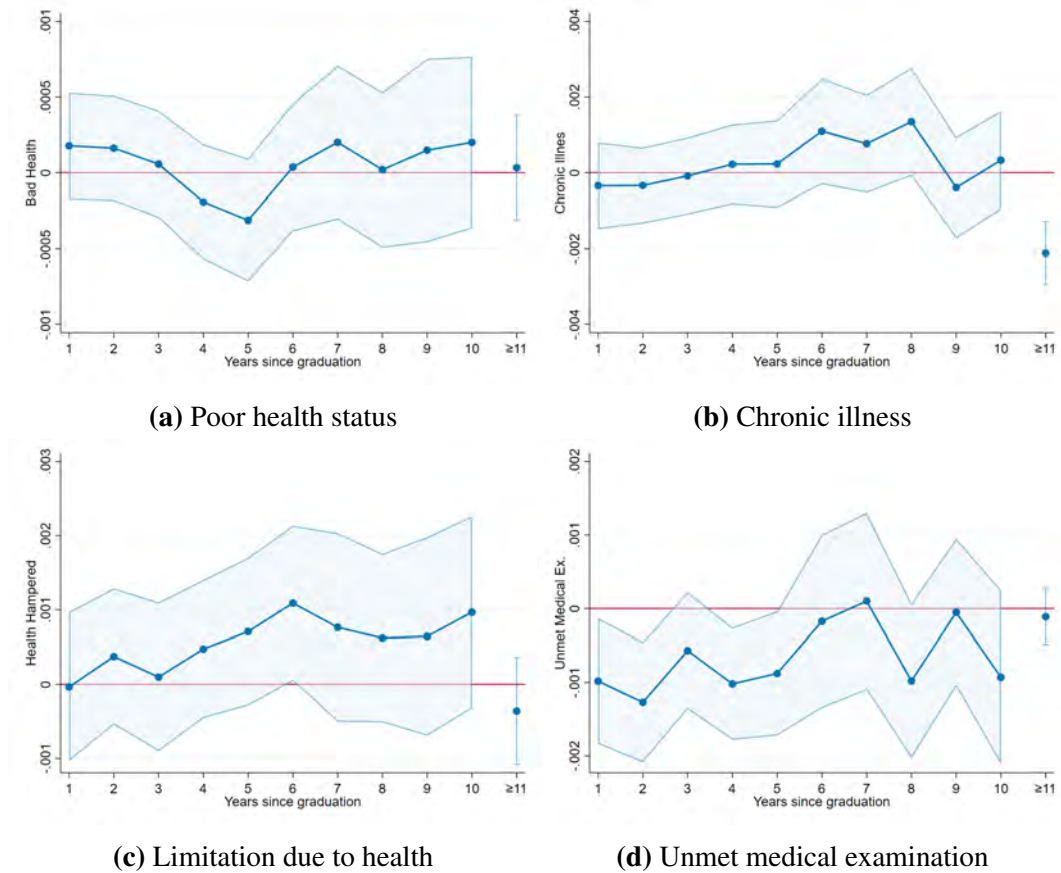 .001
.0005
0
-.0005
-.001
Bad Health
1 2 3 4 5 6 7 8 9 10 ≥11
Years since graduation
(a) Poor health status
.004
.002
0
-.002
-.004
Chronic Illnes
1 2 3 4 5 6 7 8 9 10 ≥11
Years since graduation
(b) Chronic illness
.003
.002
.001
0
-.001
Health Hampered
1 2 3 4 5 6 7 8 9 10 ≥11
Years since graduation
(c) Limitation due to health
.002
.001
0
-.001
-.002
Unmet Medical Ex.
1 2 3 4 5 6 7 8 9 10 ≥11
Years since graduation
(d) Unmet medical examination